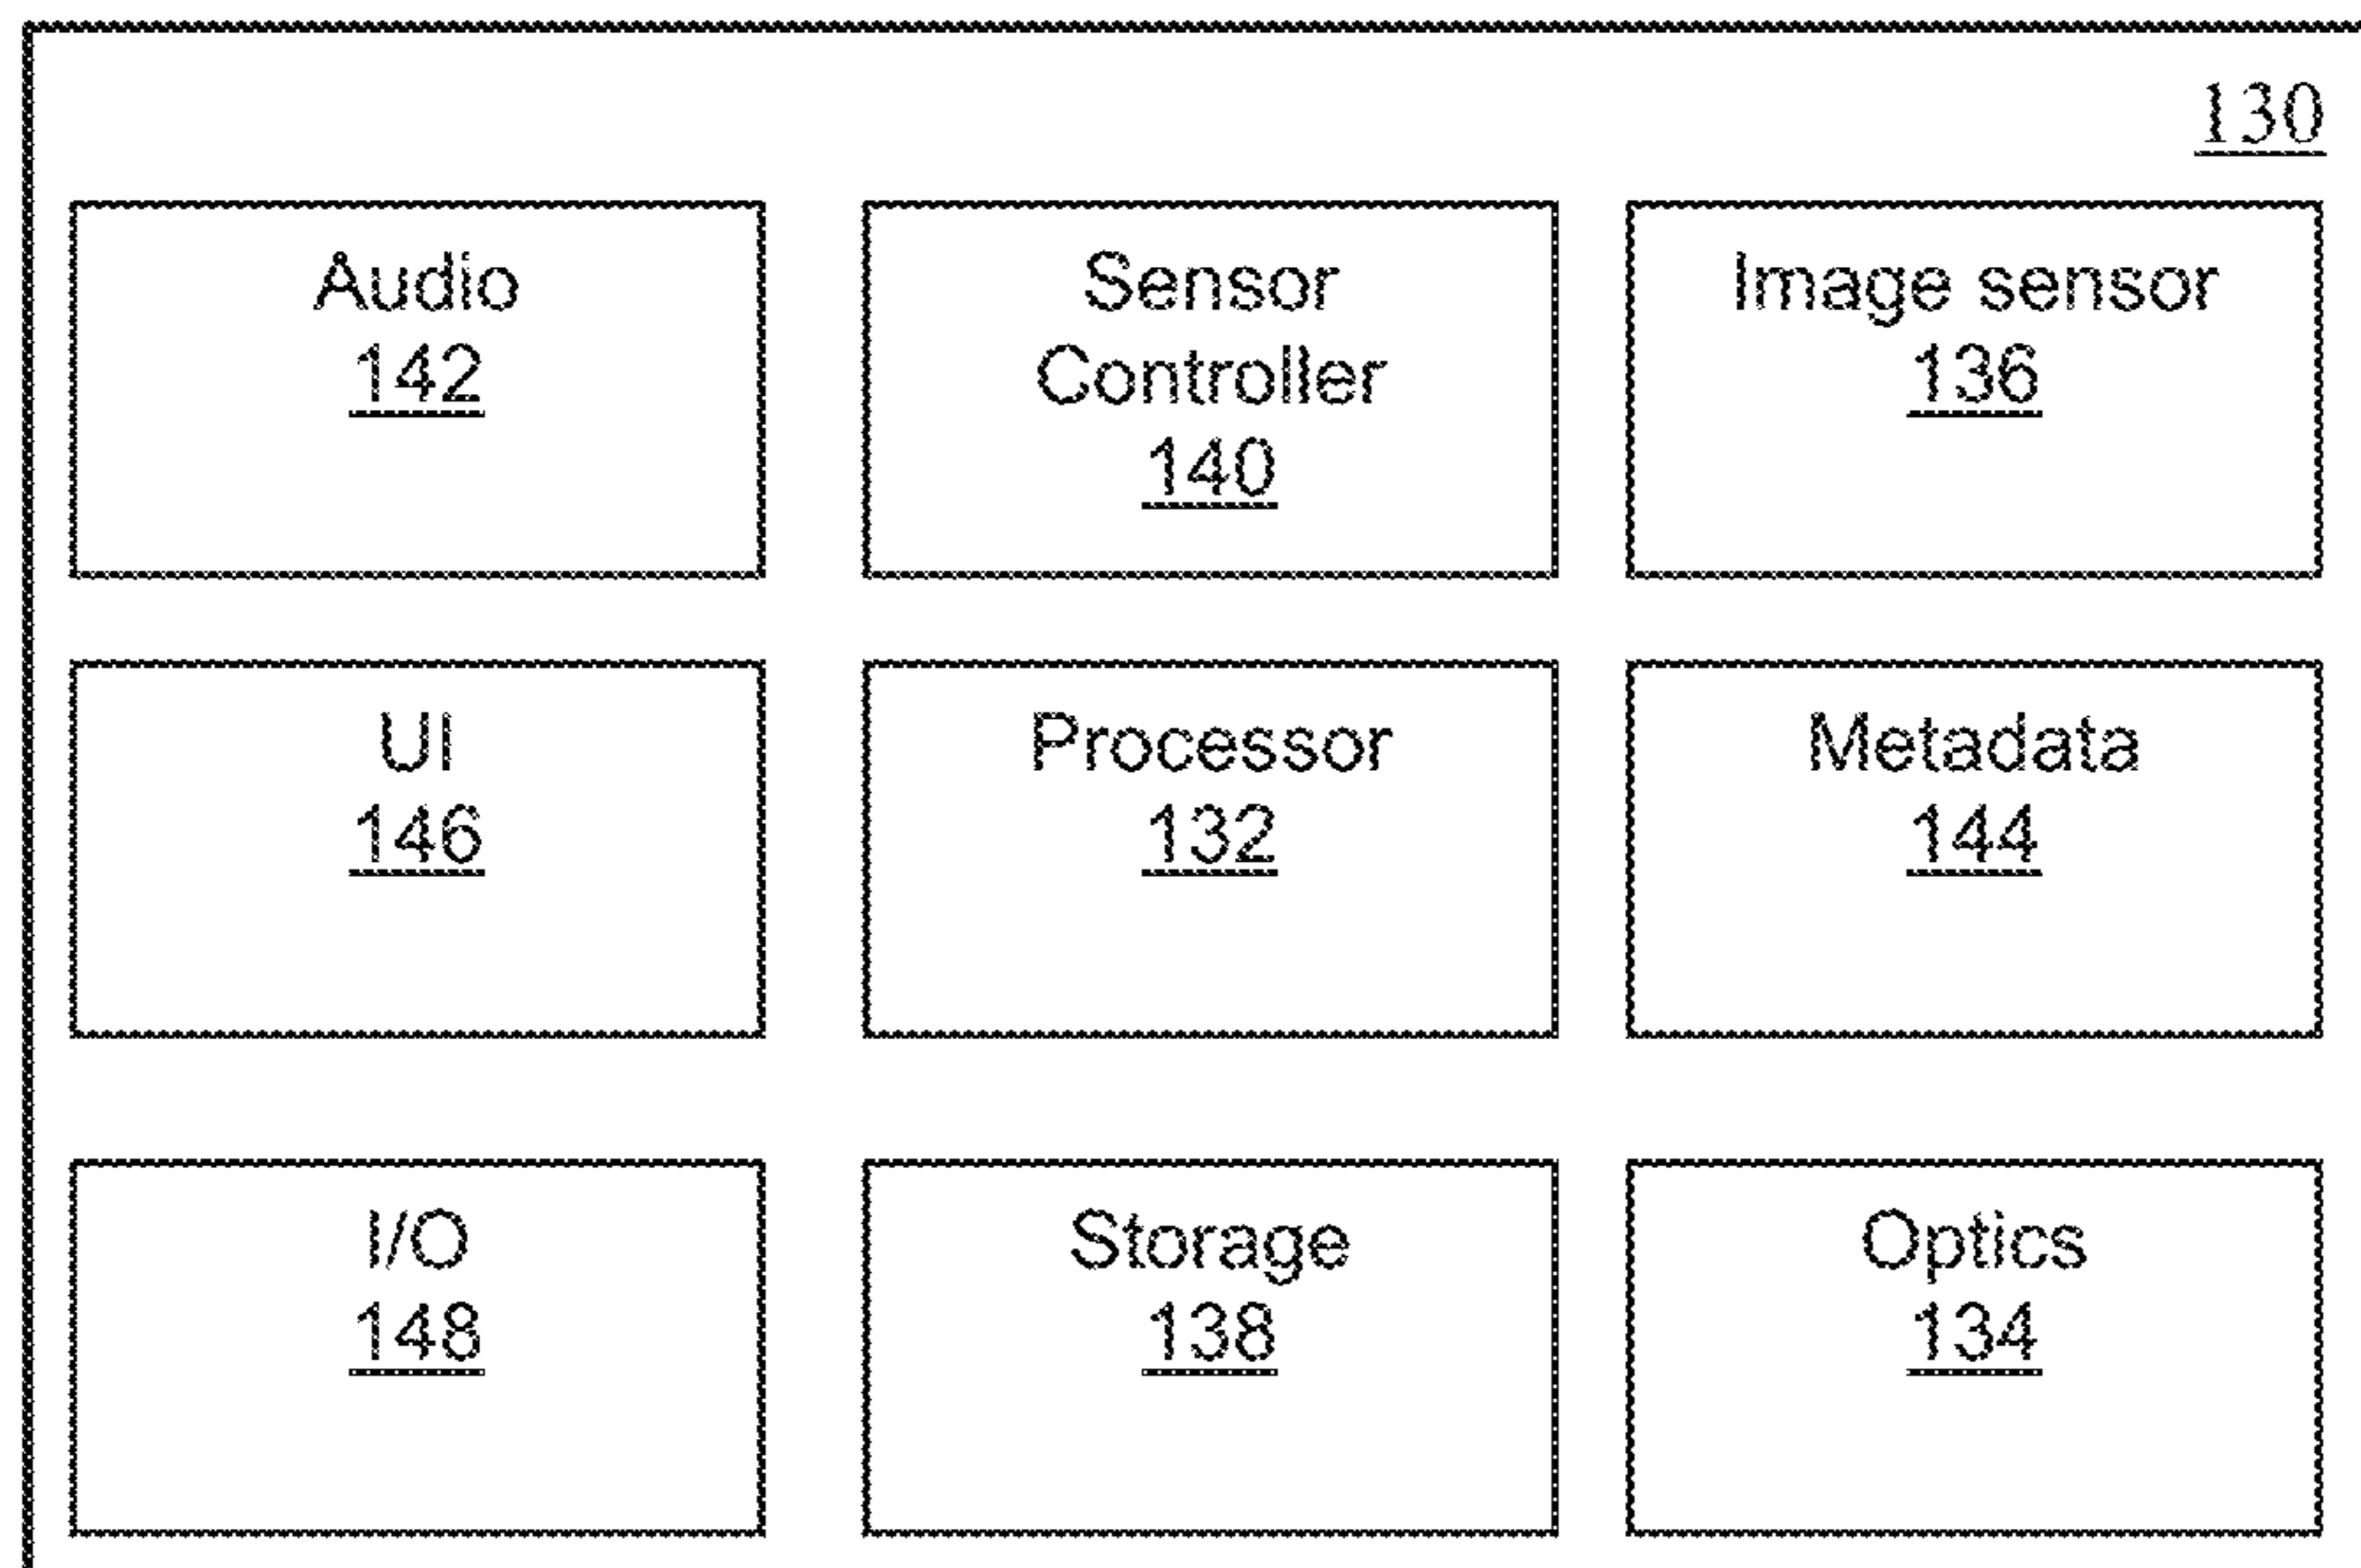 130
Audio
142
Sensor
Controller
140
Image sensor
136
UI
146
Processor
132
Metadata
144
I/O
148
Storage
138
Optics
134